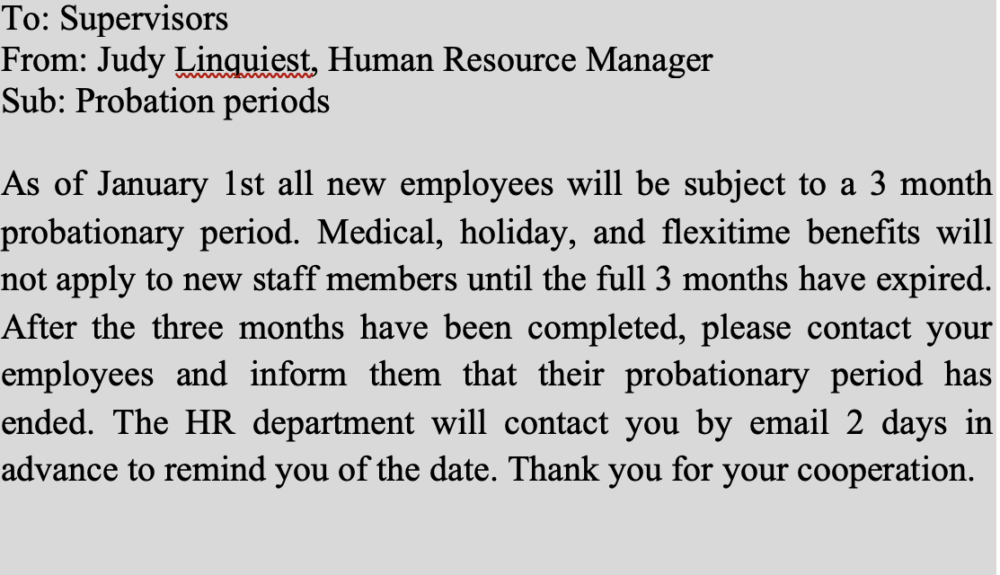 To: Supervisors
From: Judy Linquiest, Human Resource Manager
Sub: Probation periods
As of January 1st all new employees will be subject to a 3 month
probationary period. Medical, holiday, and flexitime benefits will
not apply to new staff members until the full 3 months have expired.
After the three months have been completed, please contact your
employees and inform them that their probationary period has
ended. The HR department will contact you by email 2 days in
advance to remind you of the date. Thank you for your cooperation.